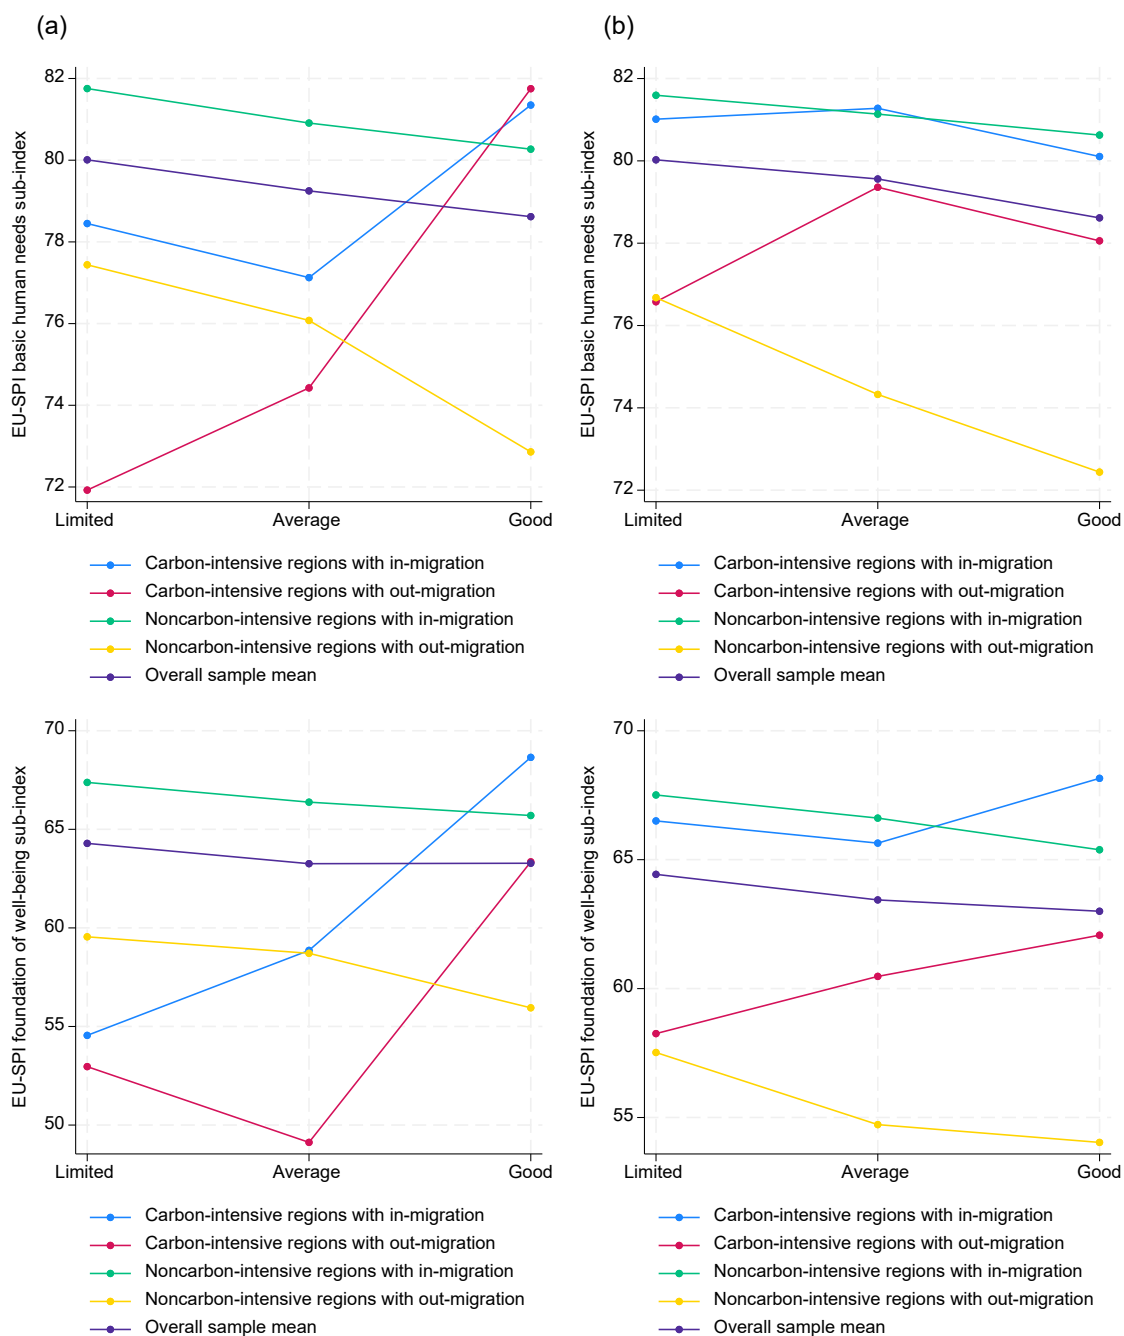 (a)
EU-SPI basic human needs sub-index
82
80
78
76
74
72
Limited Average Good
Carbon-intensive regions with in-migration
Carbon-intensive regions with out-migration
Noncarbon-intensive regions with in-migration
Noncarbon-intensive regions with out-migration
Overall sample mean
(b)
EU-SPI basic human needs sub-index
82
80
78
76
74
72
Limited Average Good
Carbon-intensive regions with in-migration
Carbon-intensive regions with out-migration
Noncarbon-intensive regions with in-migration
Noncarbon-intensive regions with out-migration
Overall sample mean
EU-SPI foundation of well-being sub-index
70
65
60
55
50
Limited Average Good
Carbon-intensive regions with in-migration
Carbon-intensive regions with out-migration
Noncarbon-intensive regions with in-migration
Noncarbon-intensive regions with out-migration
Overall sample mean
EU-SPI foundation of well-being sub-index
70
65
60
55
Limited Average Good
Carbon-intensive regions with in-migration
Carbon-intensive regions with out-migration
Noncarbon-intensive regions with in-migration
Noncarbon-intensive regions with out-migration
Overall sample mean